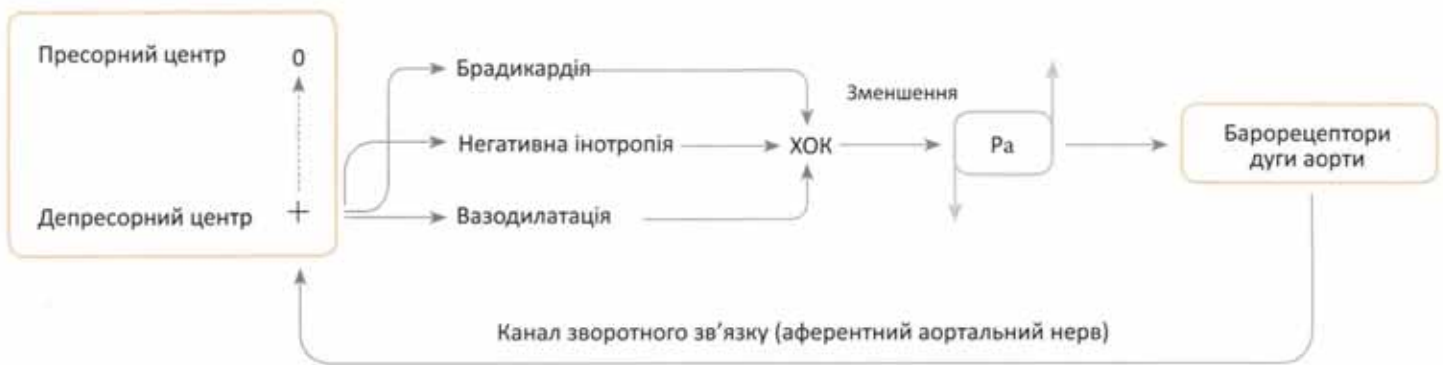 Пресорний центр
0
Депресорний центр
+
Брадикардія
Негативна інотропія
Вазодилатація
ХОК
Зменшення
Pa
Барорецептори
дуги аорти
Канал зворотного зв’язку (аферентний аортальний нерв)